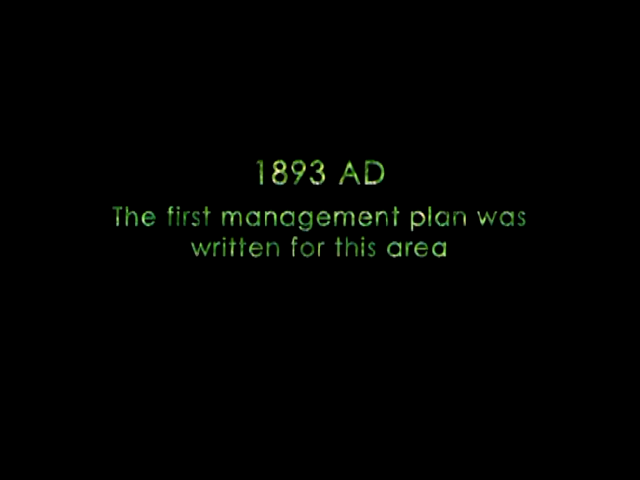 1893 AD
The first management plan was
written for this area